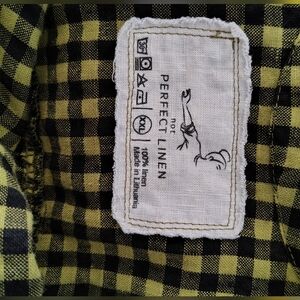 not
PERFECT LINEN
XXL
100% linen
Made in Lithuania